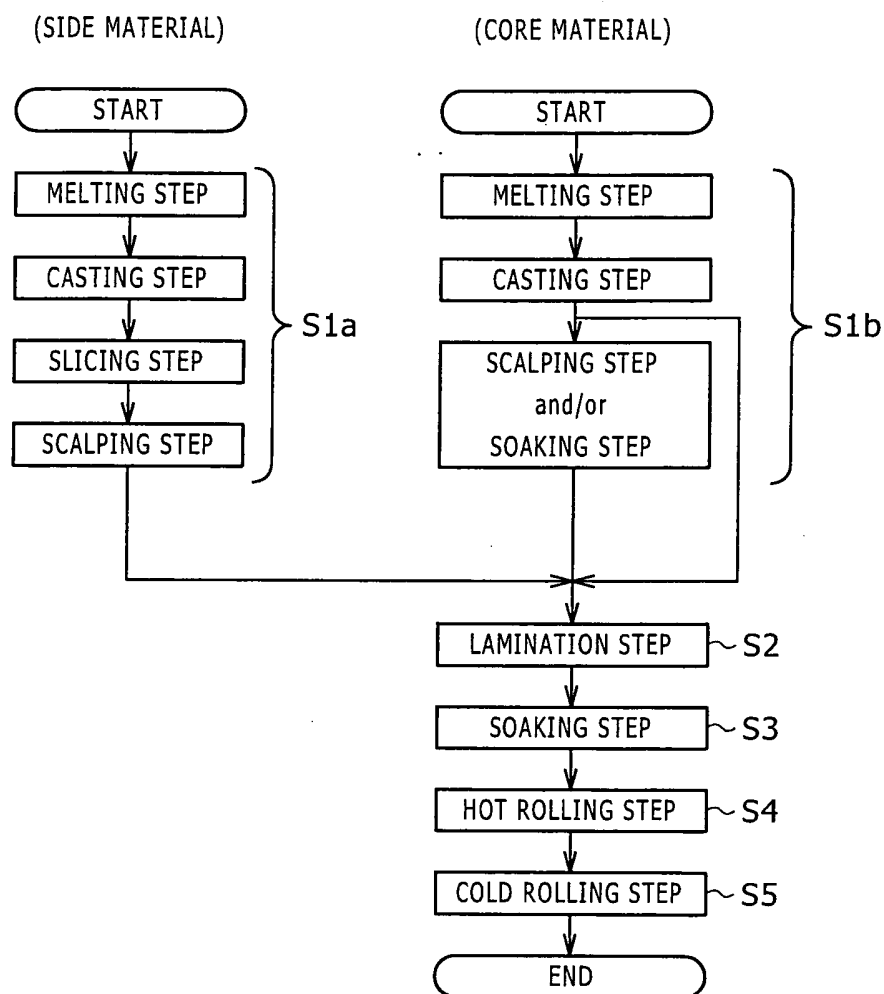 (SIDE MATERIAL)
START
MELTING STEP
CASTING STEP
SLICING STEP
SCALPING STEP
S1a
(CORE MATERIAL)
START
MELTING STEP
CASTING STEP
SCALPING STEP
and/or
SOAKING STEP
S1b
LAMINATION STEP
S2
SOAKING STEP
S3
HOT ROLLING STEP
S4
COLD ROLLING STEP
S5
END